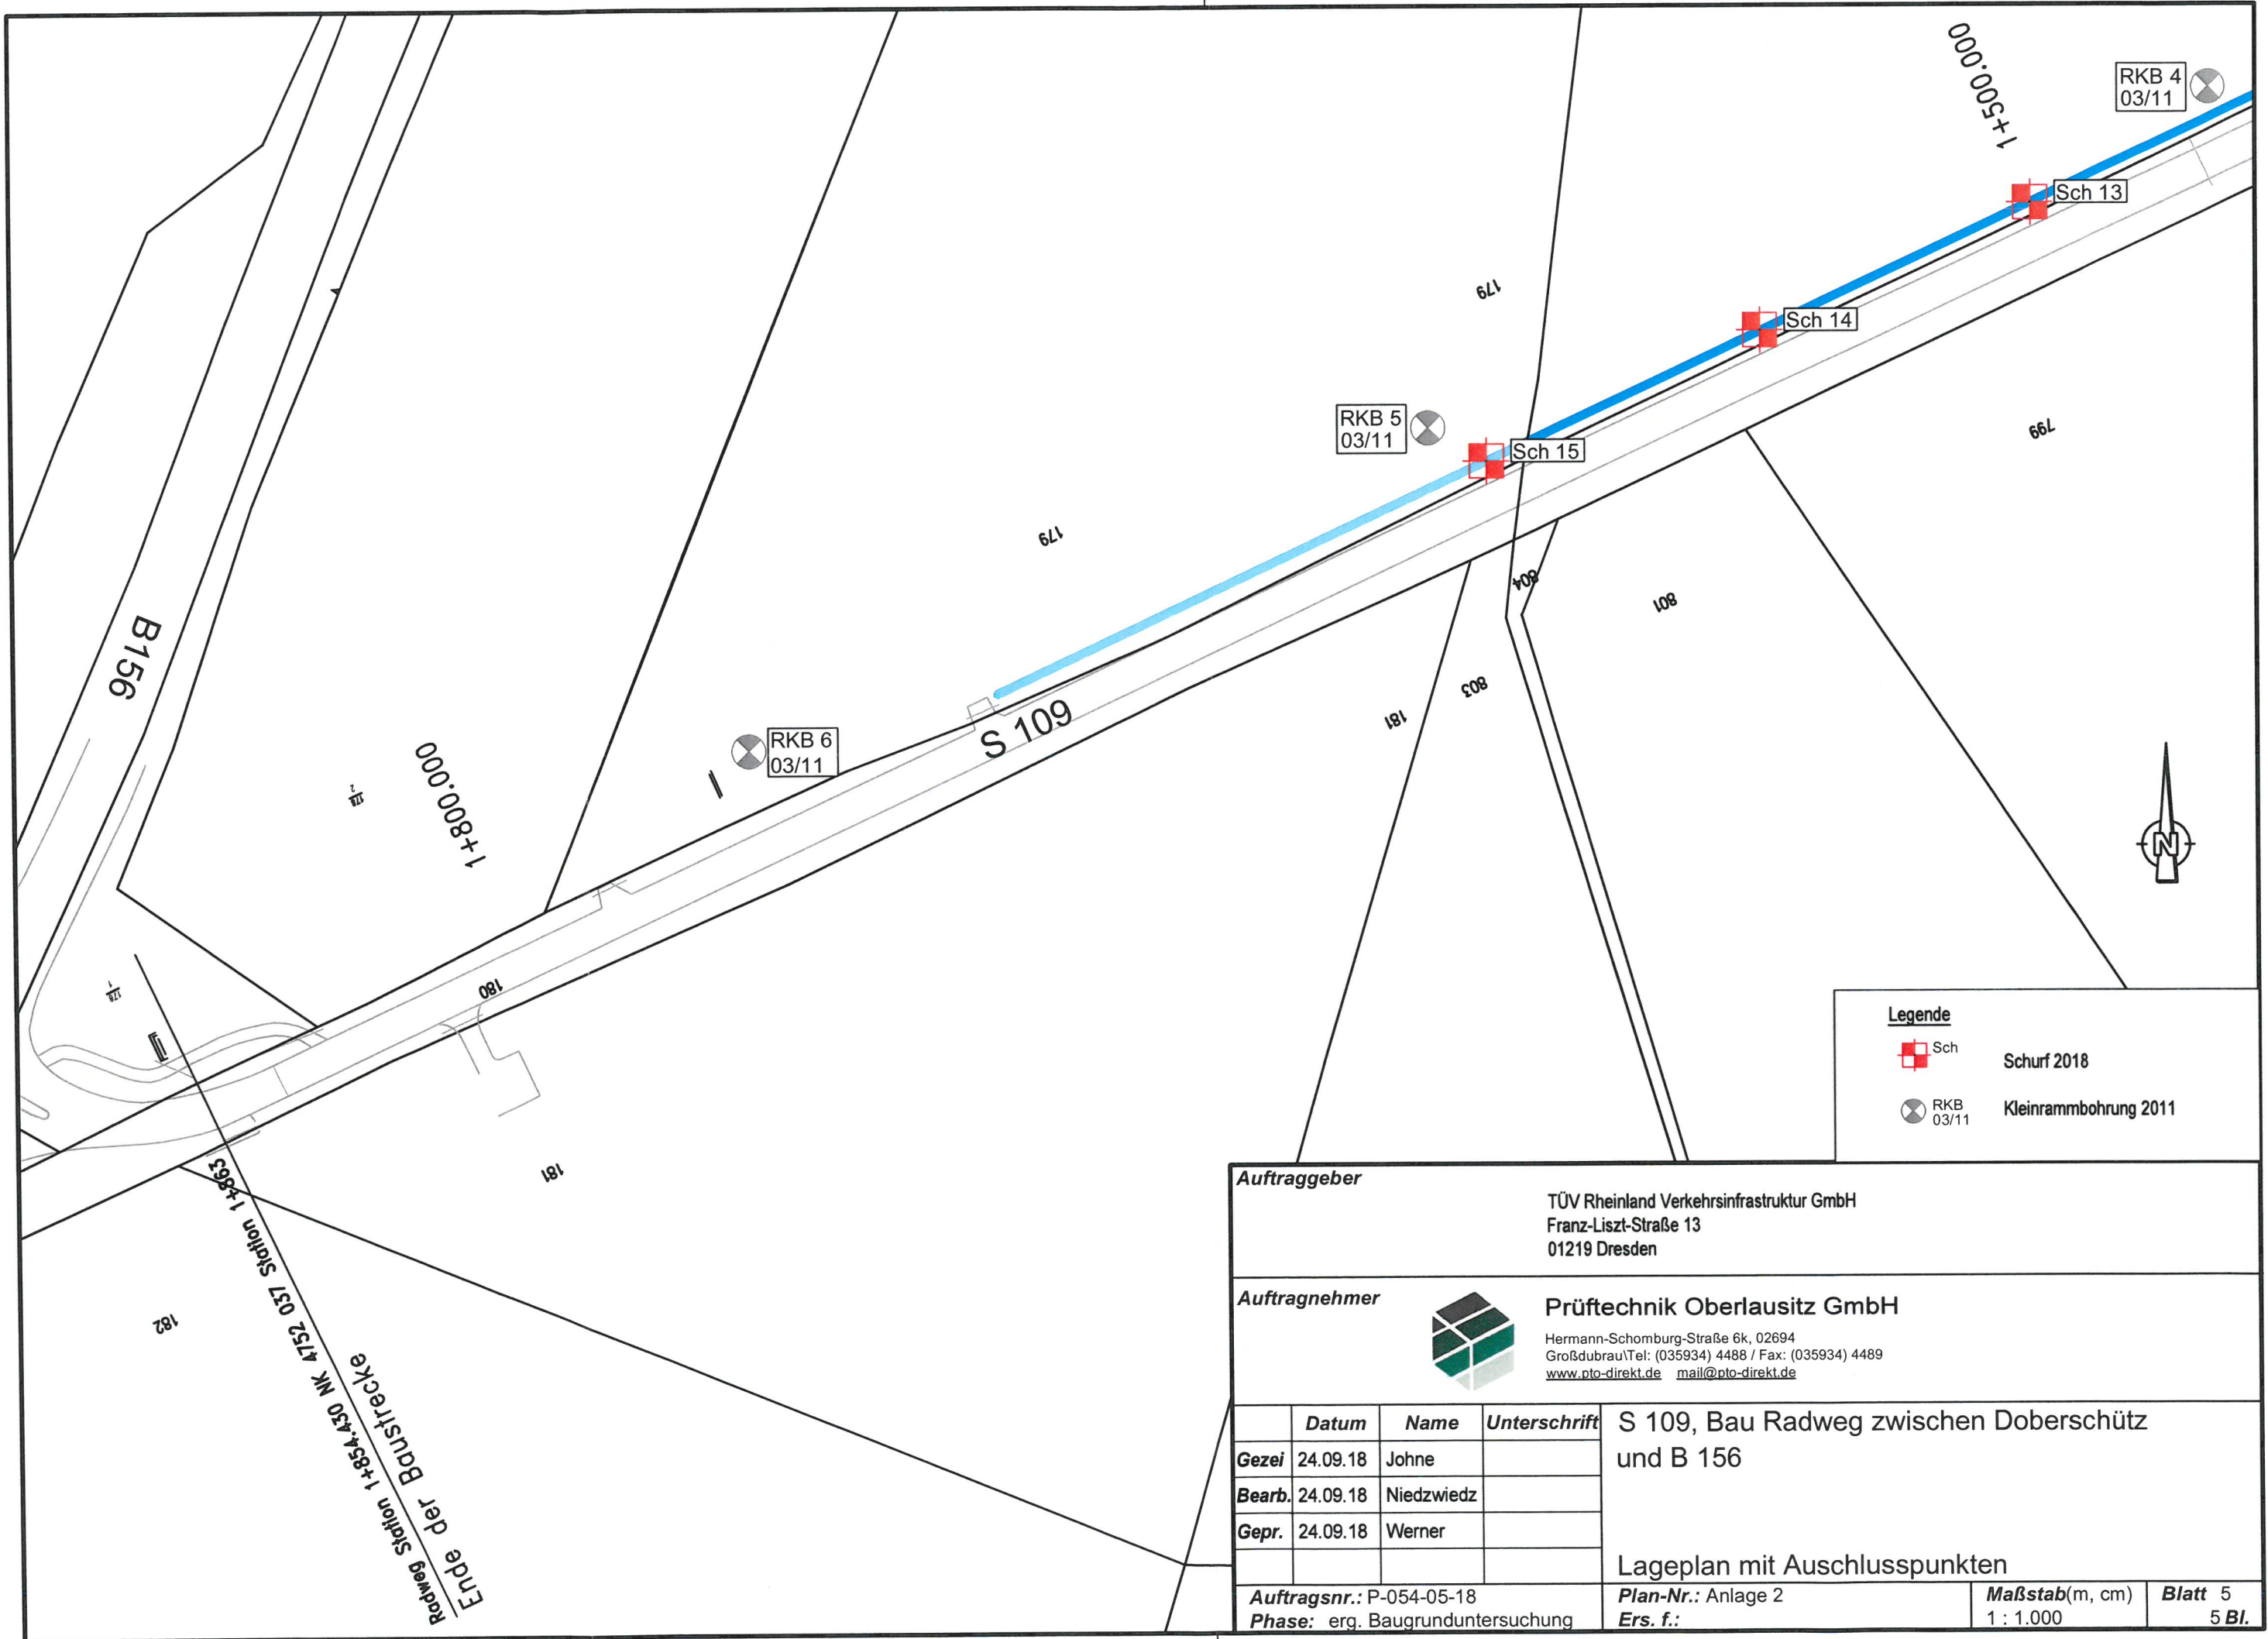 1+500.000
RKB 4
03/11
Sch 13
179
Sch 14
RKB 5
03/11
Sch 15
799
179
804
801
B156
803
181
S 109
RKB 6
03/11
1+800.000
178
2
N
180
178
1
181
182
Radweg Station 1+854.430 NK 4752 037 Station 1+863
Ende der Baustrecke
Legende
Sch
Schurf 2018
RKB
03/11
Kleinrammbohrung 2011
Auftraggeber
TÜV Rheinland Verkehrsinfrastruktur GmbH
Franz-Liszt-Straße 13
01219 Dresden
Auftragnehmer
Prüftechnik Oberlausitz GmbH
Hermann-Schomburg-Straße 6k, 02694
Großdubrau\Tel: (035934) 4488 / Fax: (035934) 4489
www.pto-direkt.de mail@pto-direkt.de
Datum Name Unterschrift
Gezei 24.09.18 Johne
Bearb. 24.09.18 Niedzwiedz
Gepr. 24.09.18 Werner
S 109, Bau Radweg zwischen Doberschütz
und B 156
Lageplan mit Auschlusspunkten
Auftragsnr.: P-054-05-18
Phase: erg. Baugrunduntersuchung
Plan-Nr.: Anlage 2
Ers. f.:
Maßstab(m, cm)
1 : 1.000
Blatt 5
5 Bl.